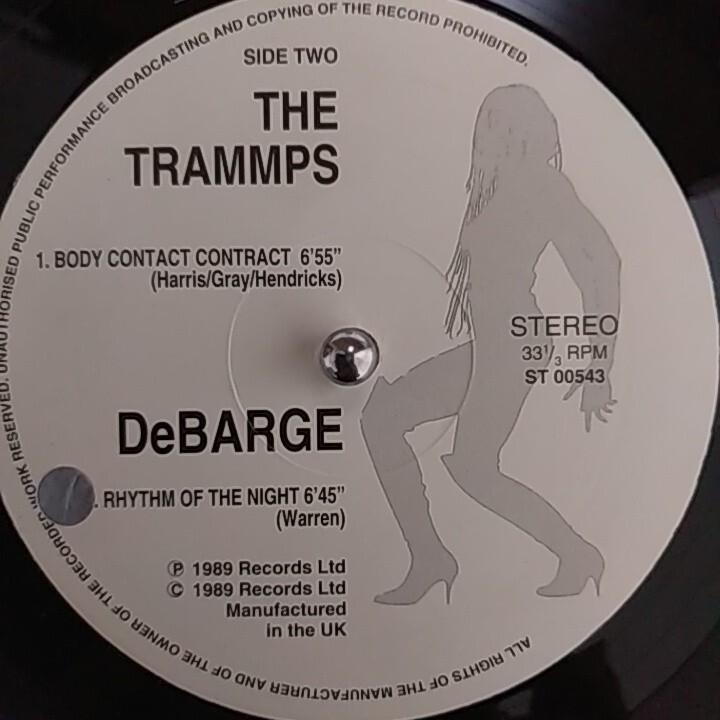 UNAUTHORISED PUBLIC PERFORMANCE BROADCASTING AND COPYING OF THE RECORD PROHIBITED.
SIDE TWO
THE
TRAMMPS
1. BODY CONTACT CONTRACT 6'55"
(Harris/Gray/Hendricks)
STEREO
33 1/3 RPM
ST 00543
DeBARGE
. RHYTHM OF THE NIGHT 6'45"
(Warren)
℗ 1989 Records Ltd
© 1989 Records Ltd
Manufactured
in the UK
ALL RIGHTS OF THE MANUFACTURER AND OF THE OWNER OF THE RECORDED WORK RESERVED.